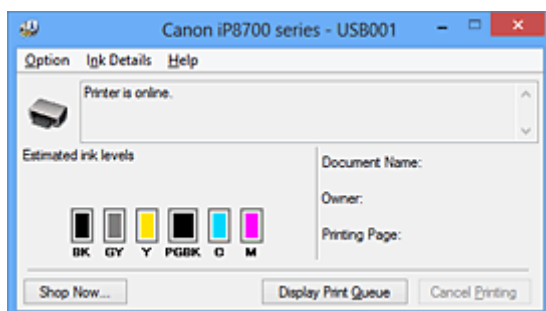 Canon iP8700 series - USB001
Option Ink Details Help
Printer is online.
Estimated ink levels
Document Name:
Owner:
Printing Page:
BK GY Y PGBK C M
Shop Now... Display Print Queue Cancel Printing